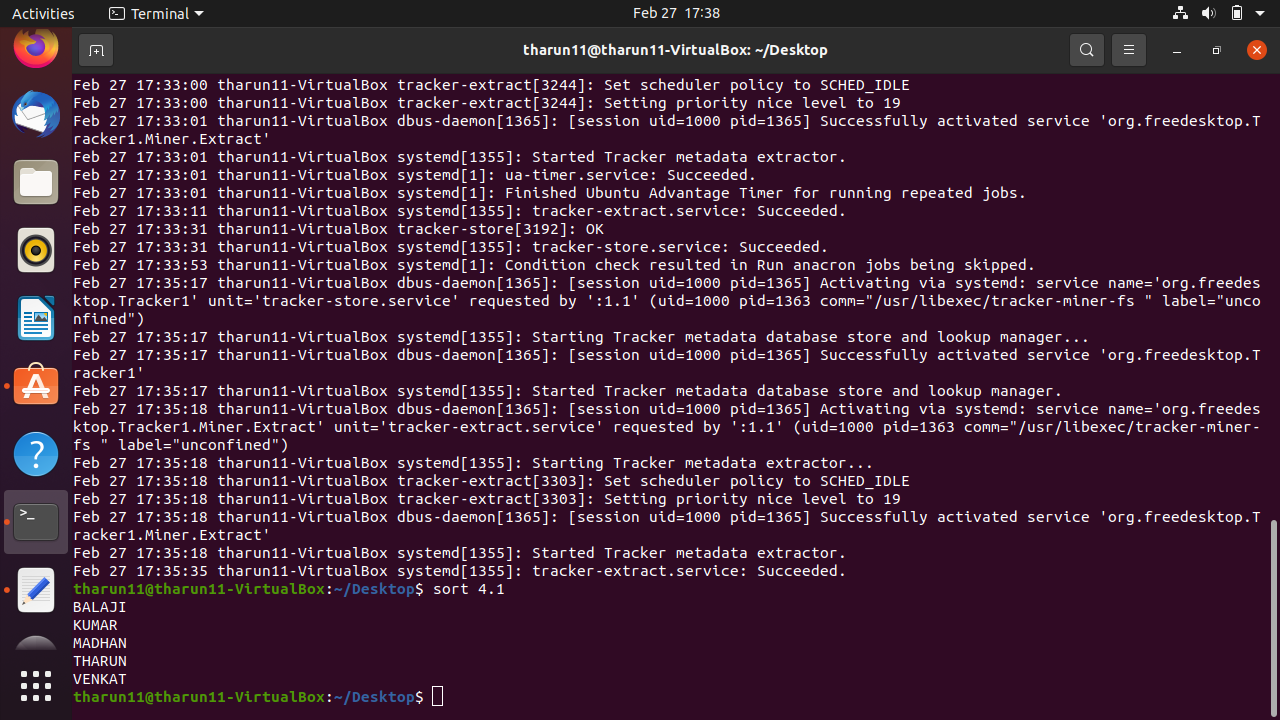 Activities
Terminal
Feb 27 17:38
tharun11@tharun11-VirtualBox: ~/Desktop
Feb 27 17:33:00 tharun11-VirtualBox tracker-extract[3244]: Set scheduler policy to SCHED_IDLE
Feb 27 17:33:00 tharun11-VirtualBox tracker-extract[3244]: Setting priority nice level to 19
Feb 27 17:33:01 tharun11-VirtualBox dbus-daemon[1365]: [session uid=1000 pid=1365] Successfully activated service 'org.freedesktop.T
racker1.Miner.Extract'
Feb 27 17:33:01 tharun11-VirtualBox systemd[1355]: Started Tracker metadata extractor.
Feb 27 17:33:01 tharun11-VirtualBox systemd[1]: ua-timer.service: Succeeded.
Feb 27 17:33:01 tharun11-VirtualBox systemd[1]: Finished Ubuntu Advantage Timer for running repeated jobs.
Feb 27 17:33:11 tharun11-VirtualBox systemd[1355]: tracker-extract.service: Succeeded.
Feb 27 17:33:31 tharun11-VirtualBox tracker-store[3192]: OK
Feb 27 17:33:31 tharun11-VirtualBox systemd[1355]: tracker-store.service: Succeeded.
Feb 27 17:33:53 tharun11-VirtualBox systemd[1]: Condition check resulted in Run anacron jobs being skipped.
Feb 27 17:35:17 tharun11-VirtualBox dbus-daemon[1365]: [session uid=1000 pid=1365] Activating via systemd: service name='org.freedes
ktop.Tracker1' unit='tracker-store.service' requested by ':1.1' (uid=1000 pid=1363 comm="/usr/libexec/tracker-miner-fs " label="unco
nfined")
Feb 27 17:35:17 tharun11-VirtualBox systemd[1355]: Starting Tracker metadata database store and lookup manager...
Feb 27 17:35:17 tharun11-VirtualBox dbus-daemon[1365]: [session uid=1000 pid=1365] Successfully activated service 'org.freedesktop.T
racker1'
Feb 27 17:35:17 tharun11-VirtualBox systemd[1355]: Started Tracker metadata database store and lookup manager.
Feb 27 17:35:18 tharun11-VirtualBox dbus-daemon[1365]: [session uid=1000 pid=1365] Activating via systemd: service name='org.freedes
ktop.Tracker1.Miner.Extract' unit='tracker-extract.service' requested by ':1.1' (uid=1000 pid=1363 comm="/usr/libexec/tracker-miner-
fs " label="unconfined")
Feb 27 17:35:18 tharun11-VirtualBox systemd[1355]: Starting Tracker metadata extractor...
Feb 27 17:35:18 tharun11-VirtualBox tracker-extract[3303]: Set scheduler policy to SCHED_IDLE
Feb 27 17:35:18 tharun11-VirtualBox tracker-extract[3303]: Setting priority nice level to 19
Feb 27 17:35:18 tharun11-VirtualBox dbus-daemon[1365]: [session uid=1000 pid=1365] Successfully activated service 'org.freedesktop.T
racker1.Miner.Extract'
Feb 27 17:35:18 tharun11-VirtualBox systemd[1355]: Started Tracker metadata extractor.
Feb 27 17:35:35 tharun11-VirtualBox systemd[1355]: tracker-extract.service: Succeeded.
tharun11@tharun11-VirtualBox:~/Desktop$ sort 4.1
BALAJI
KUMAR
MADHAN
THARUN
VENKAT
tharun11@tharun11-VirtualBox:~/Desktop$